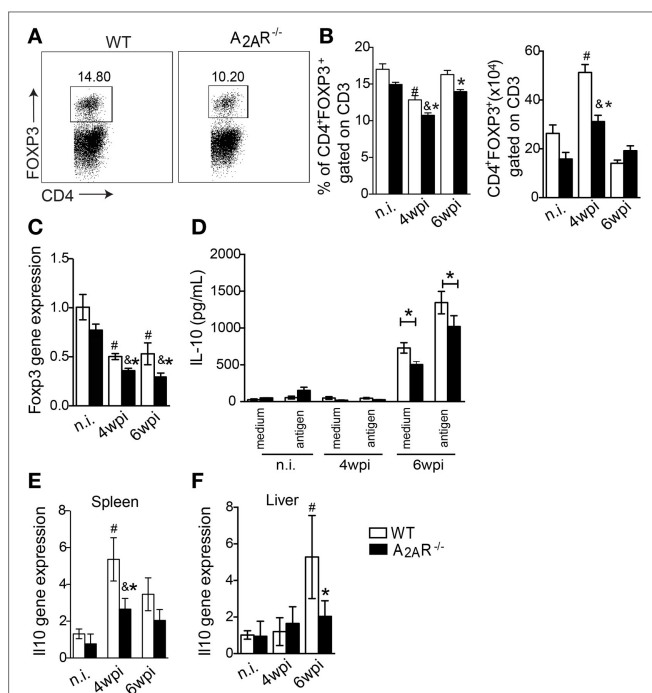 A
WT
A2AR-/-
14.80
10.20
FOXP3
CD4
B
% of CD4+FOXP3+
gated on CD3
20
15
10
5
0
#
&*
*
n.i.
4wpi
6wpi
CD4+FOXP3+(x104)
gated on CD3
60
40
20
0
#
&*
n.i.
4wpi
6wpi
C
Foxp3 gene expression
1.5
1.0
0.5
0.0
#
&*
#
&*
n.i.
4wpi
6wpi
D
IL-10 (pg/mL)
2000
1500
1000
500
0
*
*
medium
antigen
medium
antigen
medium
antigen
n.i.
4wpi
6wpi
E
Spleen
Il10 gene expression
8
6
4
2
0
#
&*
n.i.
4wpi
6wpi
F
Liver
Il10 gene expression
8
6
4
2
0
#
*
n.i.
4wpi
6wpi
WT
A2AR-/-